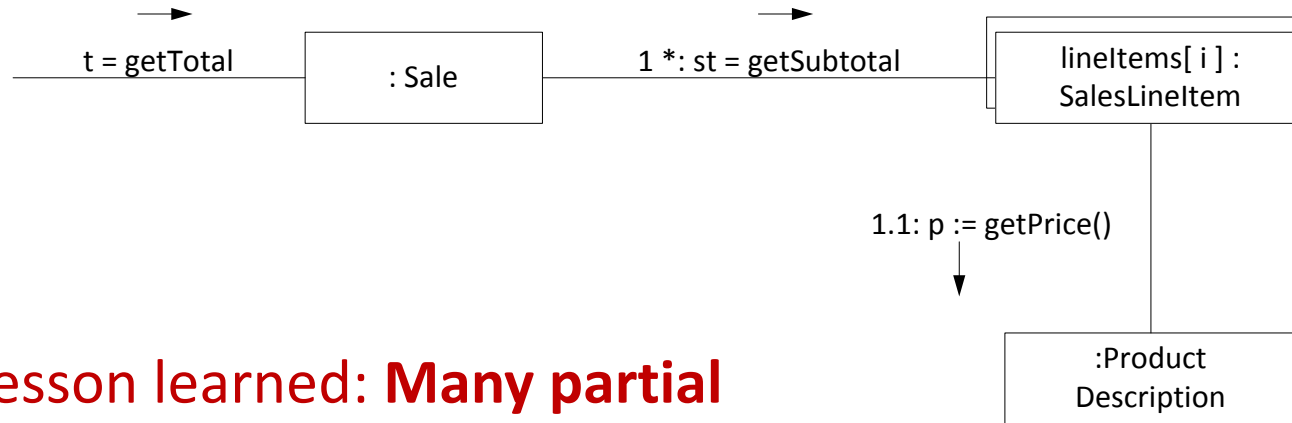 t = getTotal
: Sale
1 *: st = getSubtotal
lineItems[ i ] :
SalesLineItem
1.1: p := getPrice()
:Product
Description
esson learned: Many partial